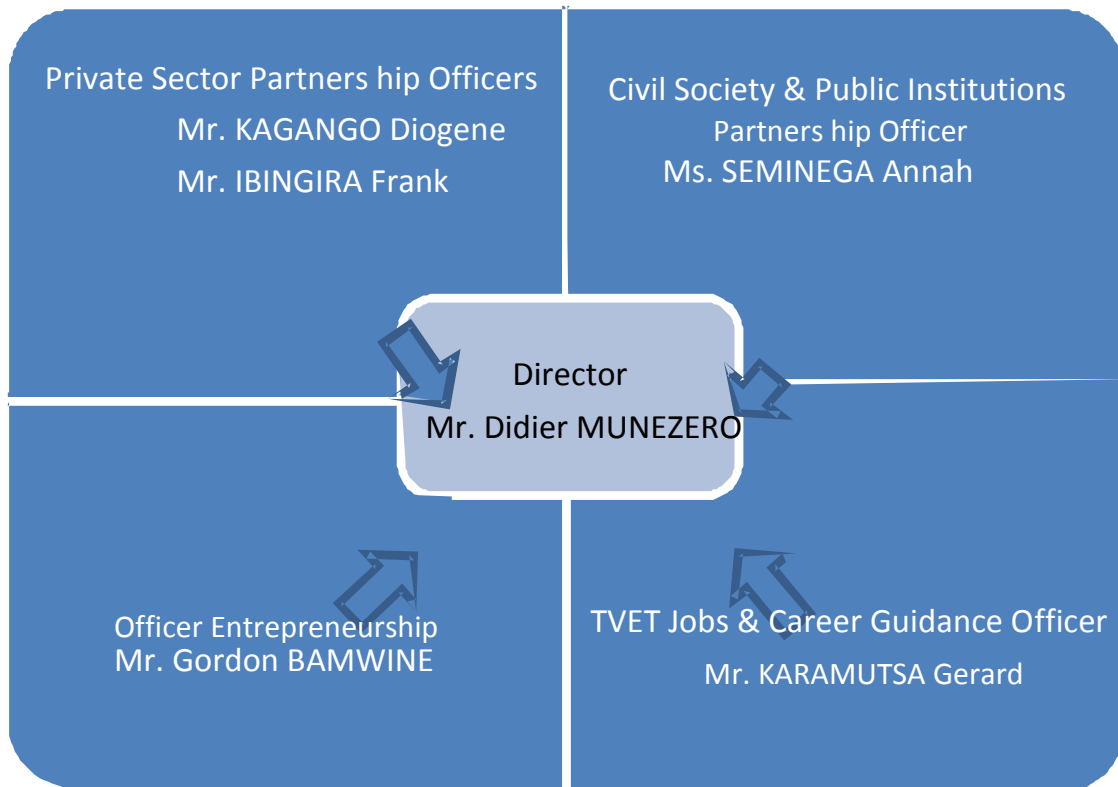 Private Sector Partners hip Officers
Mr. KAGANGO Diogene
Mr. IBINGIRA Frank
Civil Society & Public Institutions
Partners hip Officer
Ms. SEMINEGA Annah
Director
Mr. Didier MUNEZERO
Officer Entrepreneurship
Mr. Gordon BAMWINE
TVET Jobs & Career Guidance Officer
Mr. KARAMUTSA Gerard